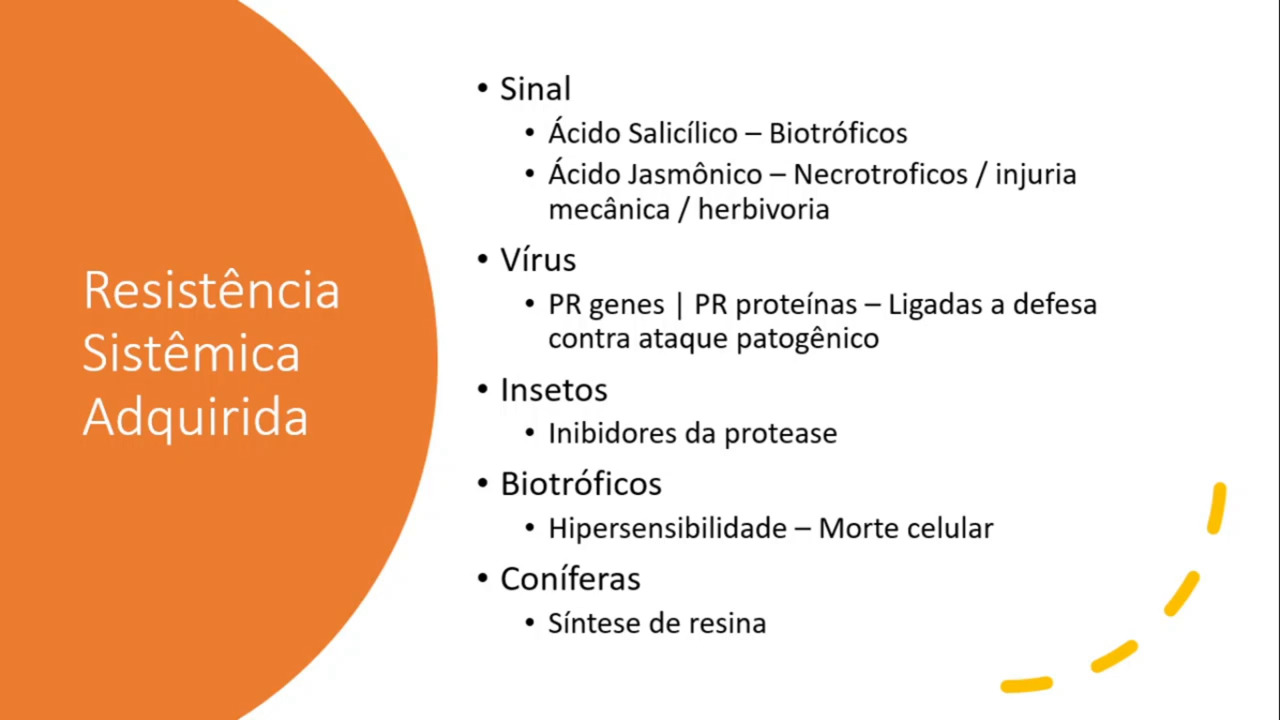 Resistência
Sistêmica
Adquirida
• Sinal
• Ácido Salicílico – Biotróficos
• Ácido Jasmônico – Necrotroficos / injuria
mecânica / herbivoria
• Vírus
• PR genes | PR proteínas – Ligadas a defesa
contra ataque patogênico
• Insetos
• Inibidores da protease
• Biotróficos
• Hipersensibilidade – Morte celular
• Coníferas
• Síntese de resina